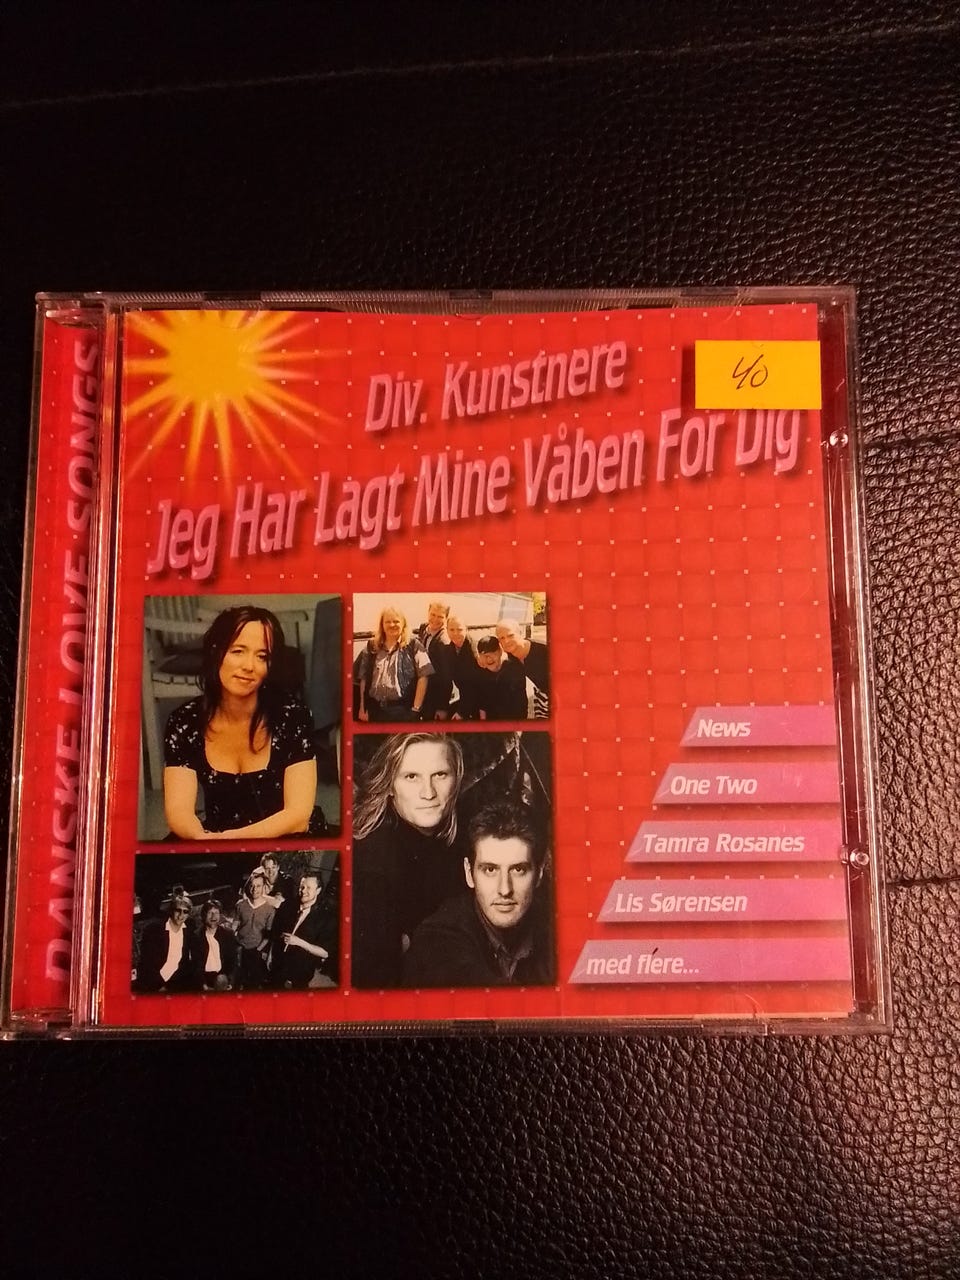 DANSKE LOVE SONGS
Div. Kunstnere
40
Jeg Har Lagt Mine Våben For Dig
News
One Two
Tamra Rosanes
Lis Sørensen
med flere...